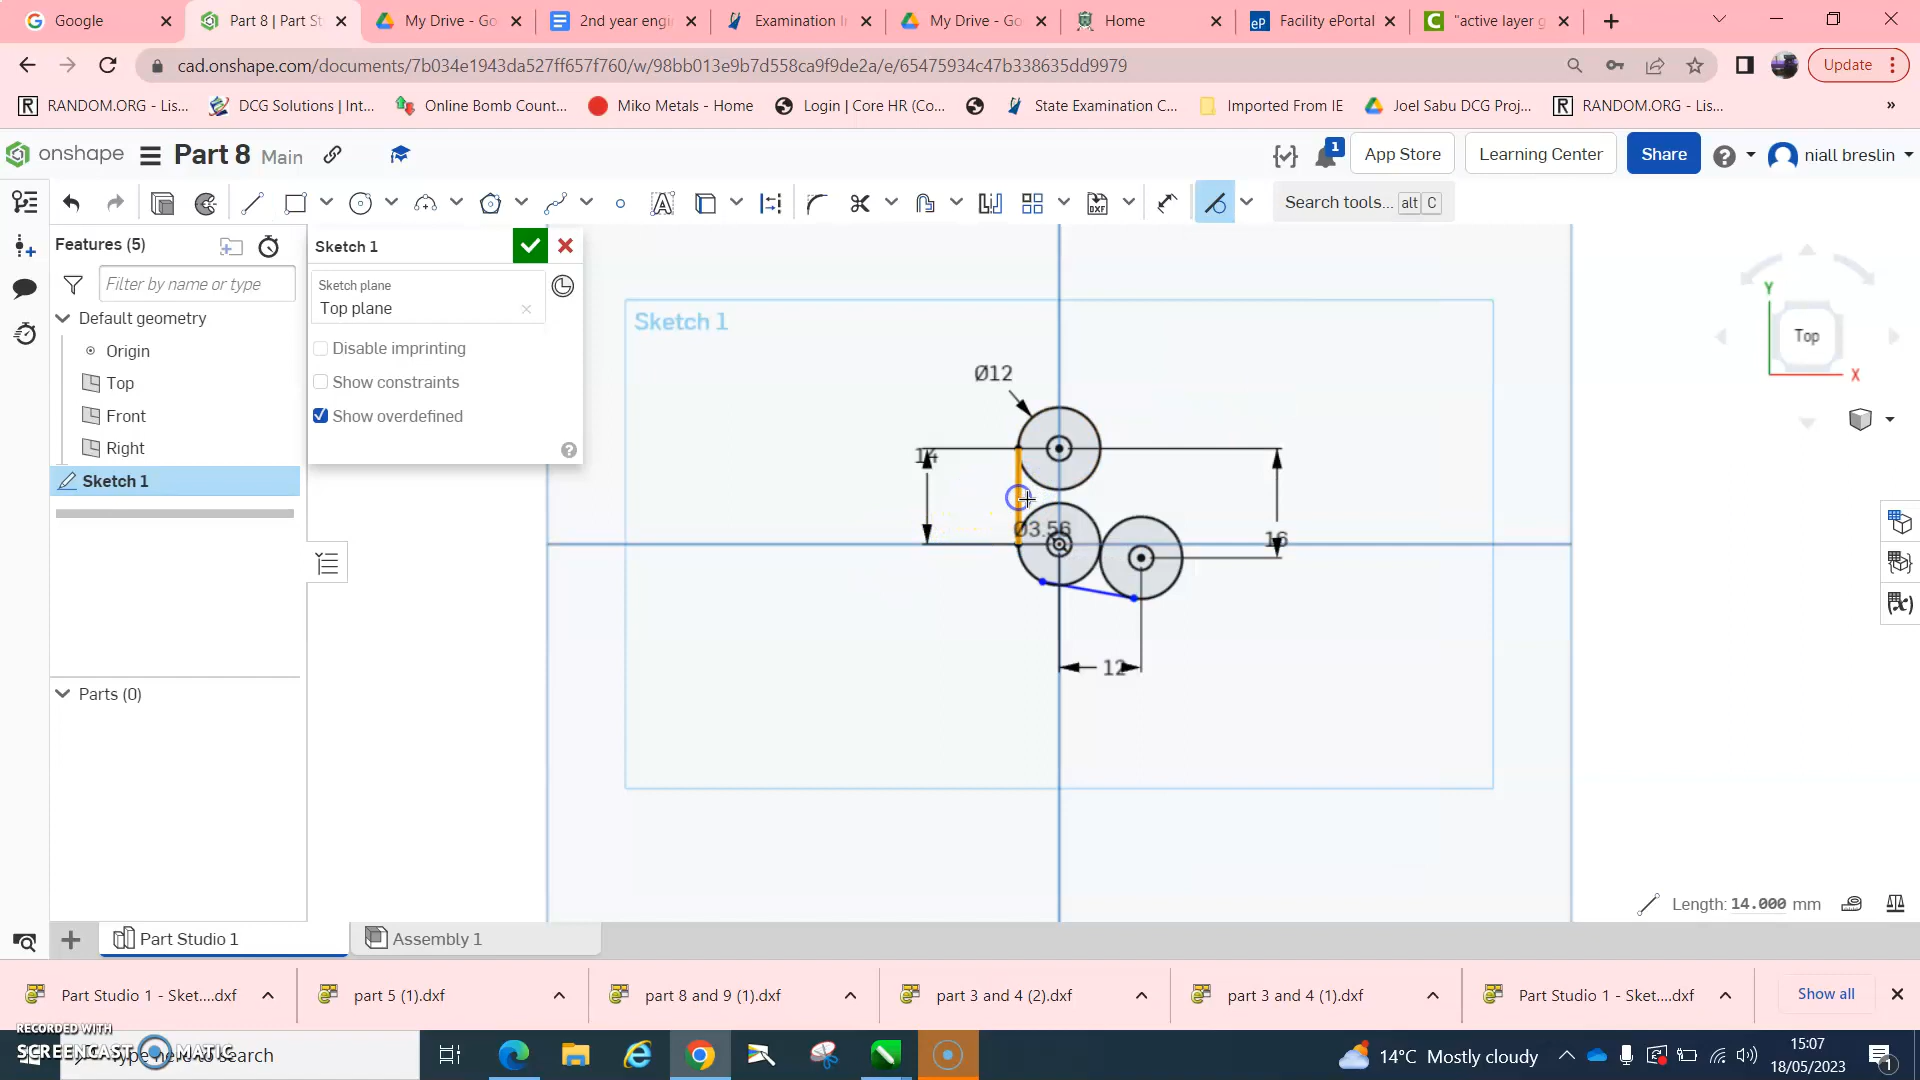 Google
Part 8 | Part St
My Drive - Go
2nd year engi
Examination I
My Drive - Go
Home
Facility ePortal
"active layer g
cad.onshape.com/documents/7b034e1943da527ff657f760/w/98bb013e9b7d558ca9f9de2a/e/65475934c47b338635dd9979
Update
RANDOM.ORG - Lis...
DCG Solutions | Int...
Online Bomb Count...
Miko Metals - Home
Login | Core HR (Co...
State Examination C...
Imported From IE
Joel Sabu DCG Proj...
RANDOM.ORG - Lis...
»
onshape
Part 8 Main
1
App Store
Learning Center
Share
niall breslin
Search tools... alt C
Features (5)
Filter by name or type
Default geometry
Origin
Top
Front
Right
Sketch 1
Parts (0)
Sketch 1
Sketch plane
Top plane
Disable imprinting
Show constraints
Show overdefined
Sketch 1
Ø12
14
Ø3.56
16
12
Y
Top
X
Length: 14.000 mm
Part Studio 1
Assembly 1
Part Studio 1 - Sket....dxf
part 5 (1).dxf
part 8 and 9 (1).dxf
part 3 and 4 (2).dxf
part 3 and 4 (1).dxf
Part Studio 1 - Sket....dxf
Show all
RECORDED WITH
SCREENCAST MATIC
Type here to search
14°C Mostly cloudy
15:07
18/05/2023
1